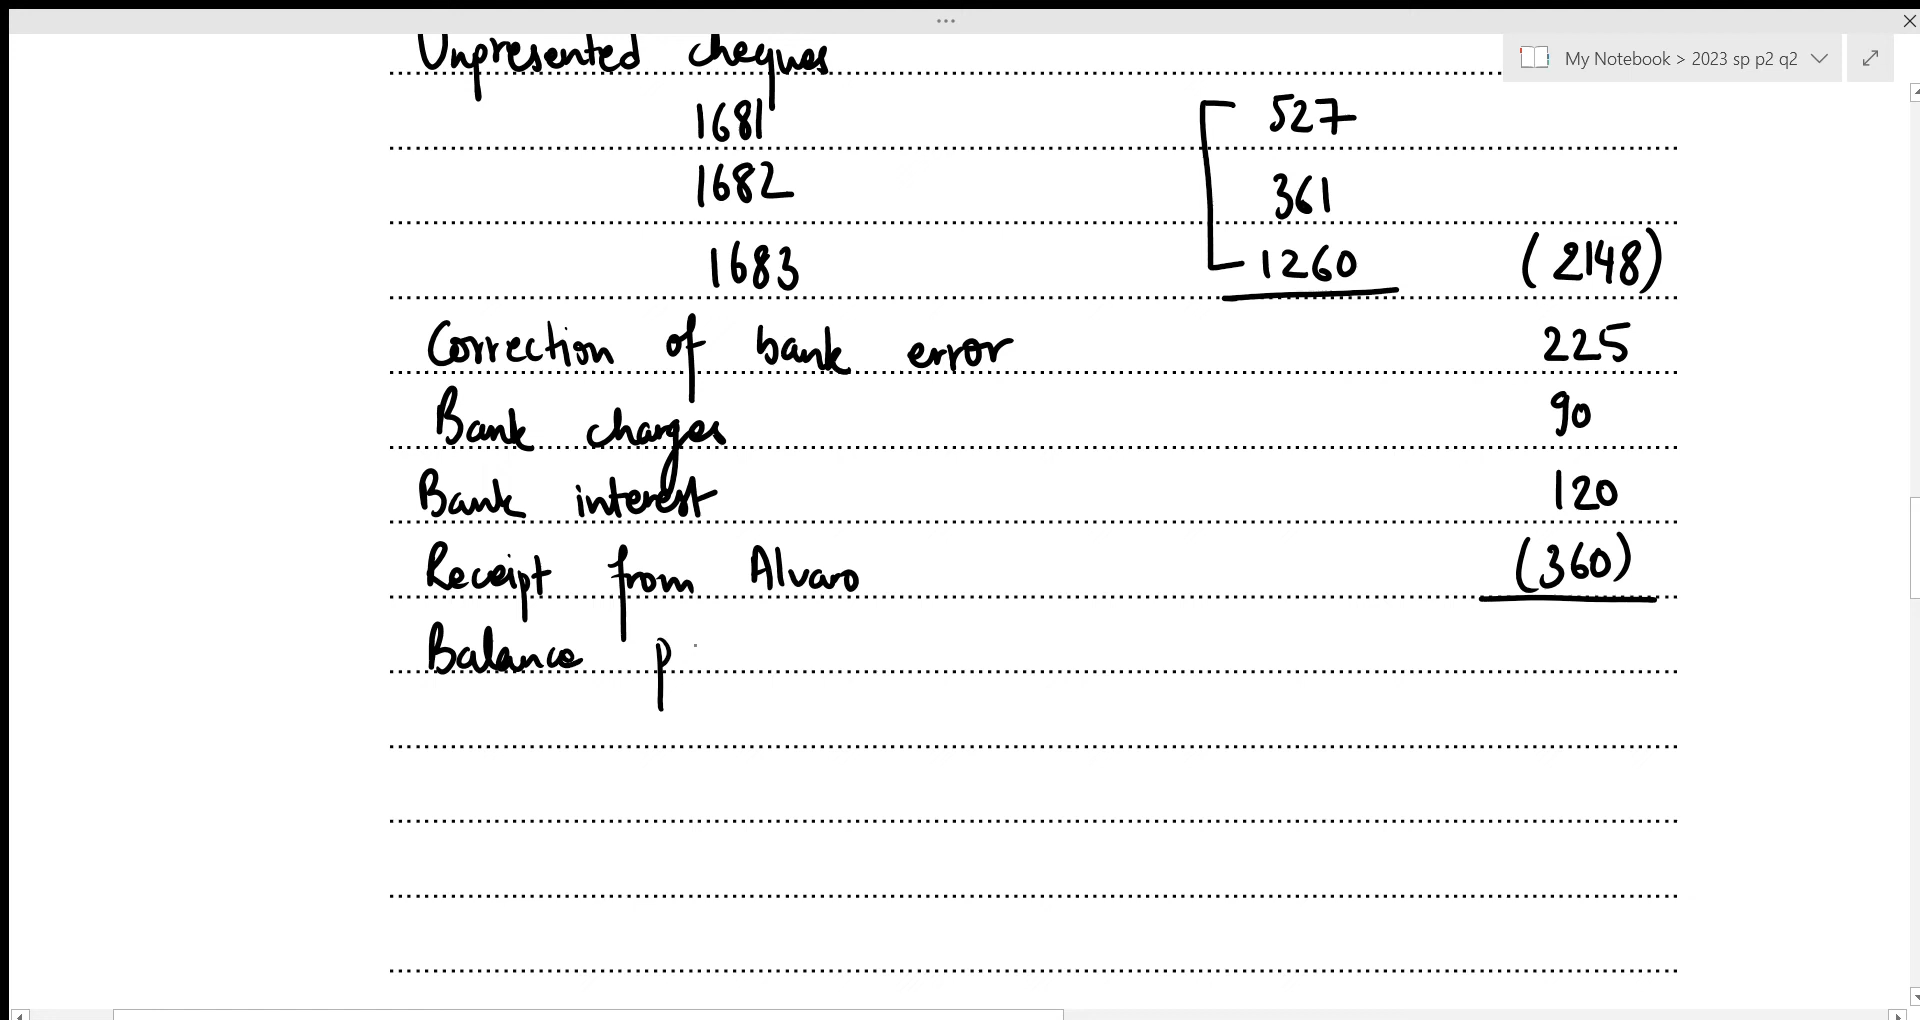 Unpresented cheques
My Notebook > 2023 sp p2 q2
1681 527
1682 361
1683 1260 (2148)
Correction of bank error 225
Bank charges 90
Bank interest 120
Receipt from Alvaro (360)
Balance p